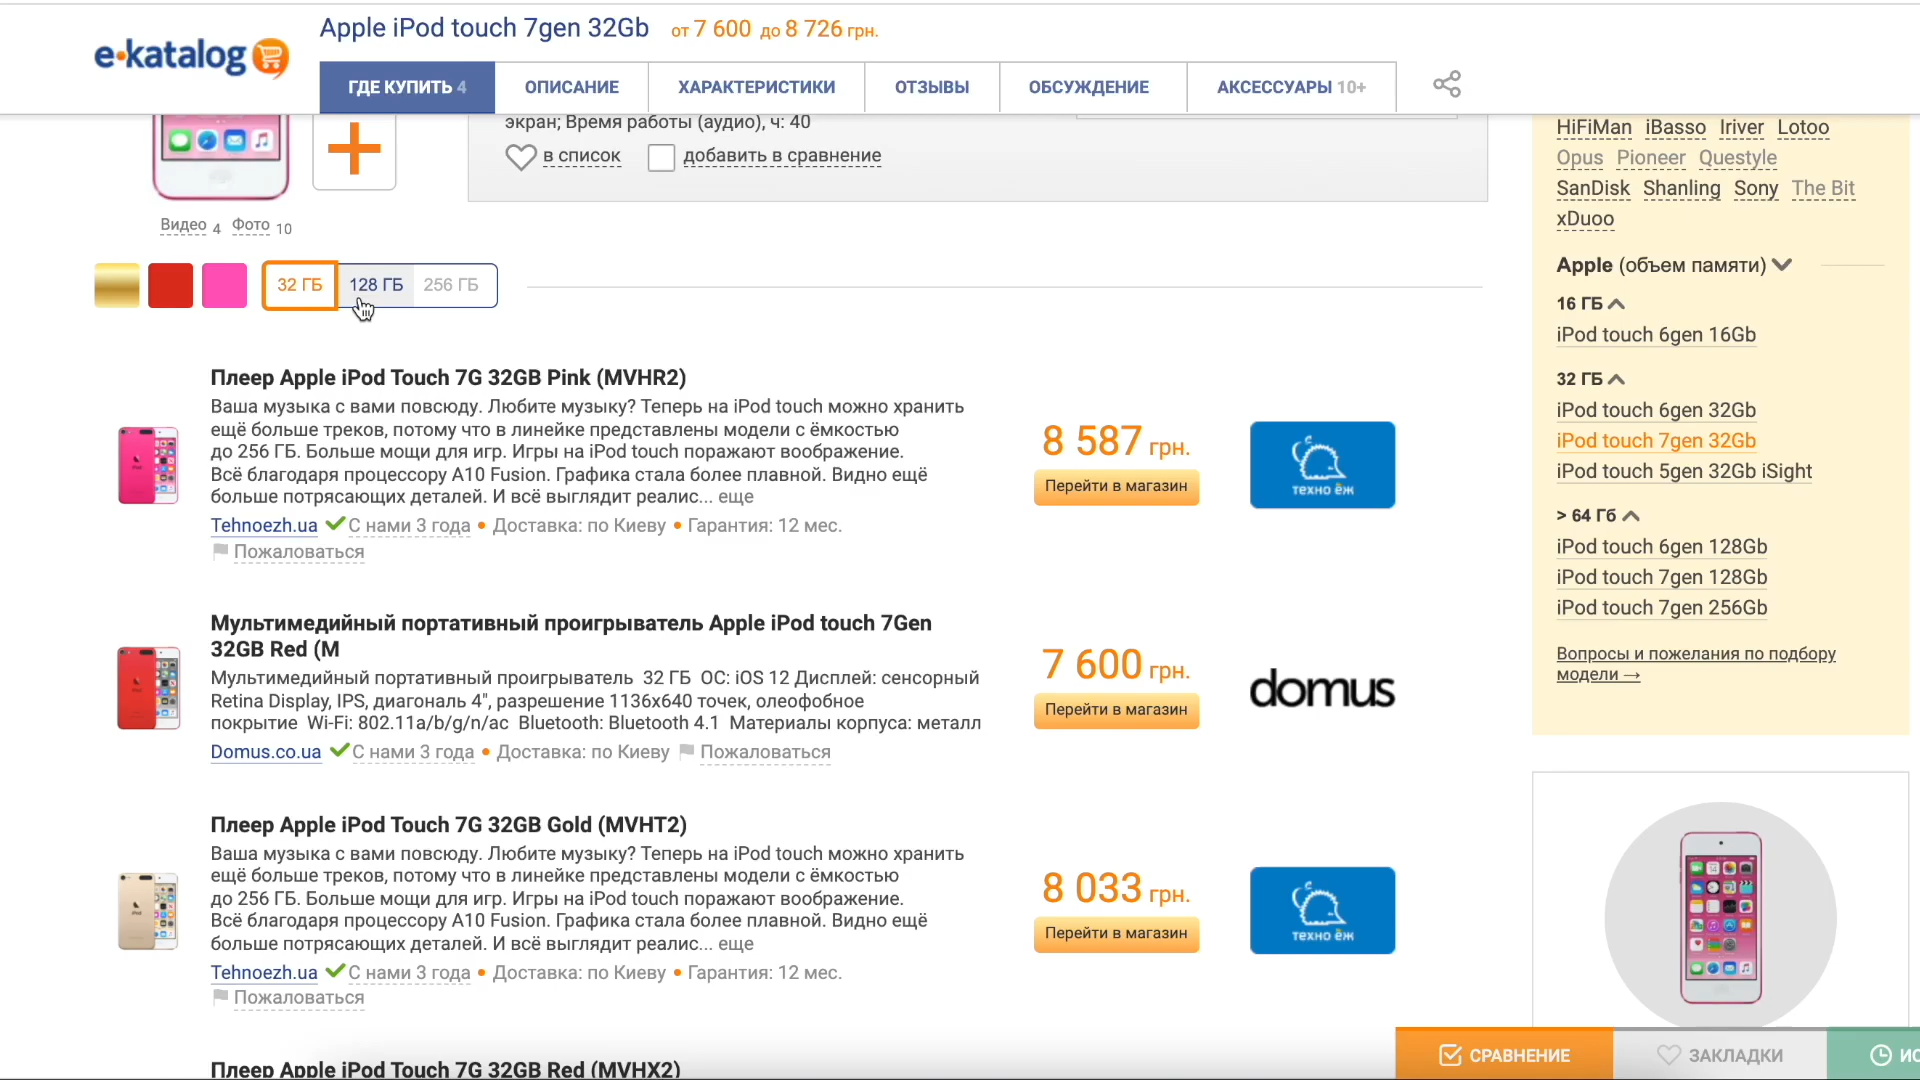 Apple iPod touch 7gen 32Gb от 7 600 до 8 726 грн.
e·katalog
ГДЕ КУПИТЬ 4
ОПИСАНИЕ
ХАРАКТЕРИСТИКИ
ОТЗЫВЫ
ОБСУЖДЕНИЕ
АКСЕССУАРЫ 10+
экран; Время работы (аудио), ч: 40
в список
добавить в сравнение
Видео 4 Фото 10
32 ГБ 128 ГБ 256 ГБ
Плеер Apple iPod Touch 7G 32GB Pink (MVHR2)
Ваша музыка с вами повсюду. Любите музыку? Теперь на iPod touch можно хранить
ещё больше треков, потому что в линейке представлены модели с ёмкостью
до 256 ГБ. Больше мощи для игр. Игры на iPod touch поражают воображение.
Всё благодаря процессору A10 Fusion. Графика стала более плавной. Видно ещё
больше потрясающих деталей. И всё выглядит реалис... еще
Tehnoezh.ua С нами 3 года • Доставка: по Киеву • Гарантия: 12 мес.
Пожаловаться
8 587 грн.
Перейти в магазин
техно ёж
Мультимедийный портативный проигрыватель Apple iPod touch 7Gen
32GB Red (M
Мультимедийный портативный проигрыватель 32 ГБ ОС: iOS 12 Дисплей: сенсорный
Retina Display, IPS, диагональ 4", разрешение 1136x640 точек, олеофобное
покрытие Wi-Fi: 802.11a/b/g/n/ac Bluetooth: Bluetooth 4.1 Материалы корпуса: металл
Domus.co.ua С нами 3 года • Доставка: по Киеву Пожаловаться
7 600 грн.
Перейти в магазин
domus
Плеер Apple iPod Touch 7G 32GB Gold (MVHT2)
Ваша музыка с вами повсюду. Любите музыку? Теперь на iPod touch можно хранить
ещё больше треков, потому что в линейке представлены модели с ёмкостью
до 256 ГБ. Больше мощи для игр. Игры на iPod touch поражают воображение.
Всё благодаря процессору A10 Fusion. Графика стала более плавной. Видно ещё
больше потрясающих деталей. И всё выглядит реалис... еще
Tehnoezh.ua С нами 3 года • Доставка: по Киеву • Гарантия: 12 мес.
Пожаловаться
8 033 грн.
Перейти в магазин
техно ёж
Плеер Apple iPod Touch 7G 32GB Red (MVHX2)
HiFiMan iBasso Iriver Lotoo
Opus Pioneer Questyle
SanDisk Shanling Sony The Bit
xDuoo
Apple (объем памяти)
16 ГБ
iPod touch 6gen 16Gb
32 ГБ
iPod touch 6gen 32Gb
iPod touch 7gen 32Gb
iPod touch 5gen 32Gb iSight
> 64 Гб
iPod touch 6gen 128Gb
iPod touch 7gen 128Gb
iPod touch 7gen 256Gb
Вопросы и пожелания по подбору
модели →
СРАВНЕНИЕ
ЗАКЛАДКИ
ИС